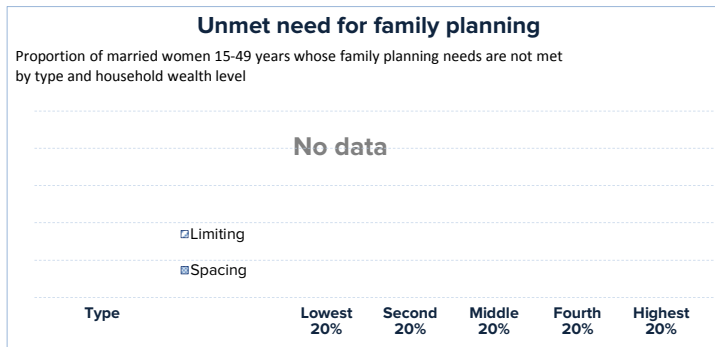 Unmet need for family planning
Proportion of married women 15-49 years whose family planning needs are not met
by type and household wealth level
No data
Limiting
Spacing
Type
Lowest 20%
Second 20%
Middle 20%
Fourth 20%
Highest 20%